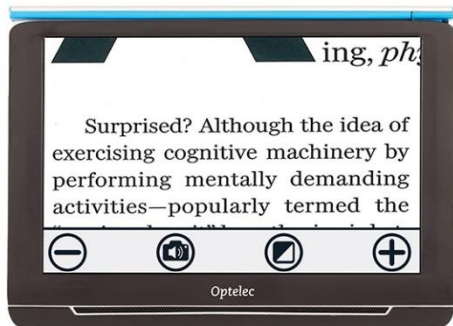 ing, 
Surprised? Although the idea of
exercising cognitive machinery by
performing mentally demanding
activities—popularly termed the
Optelec